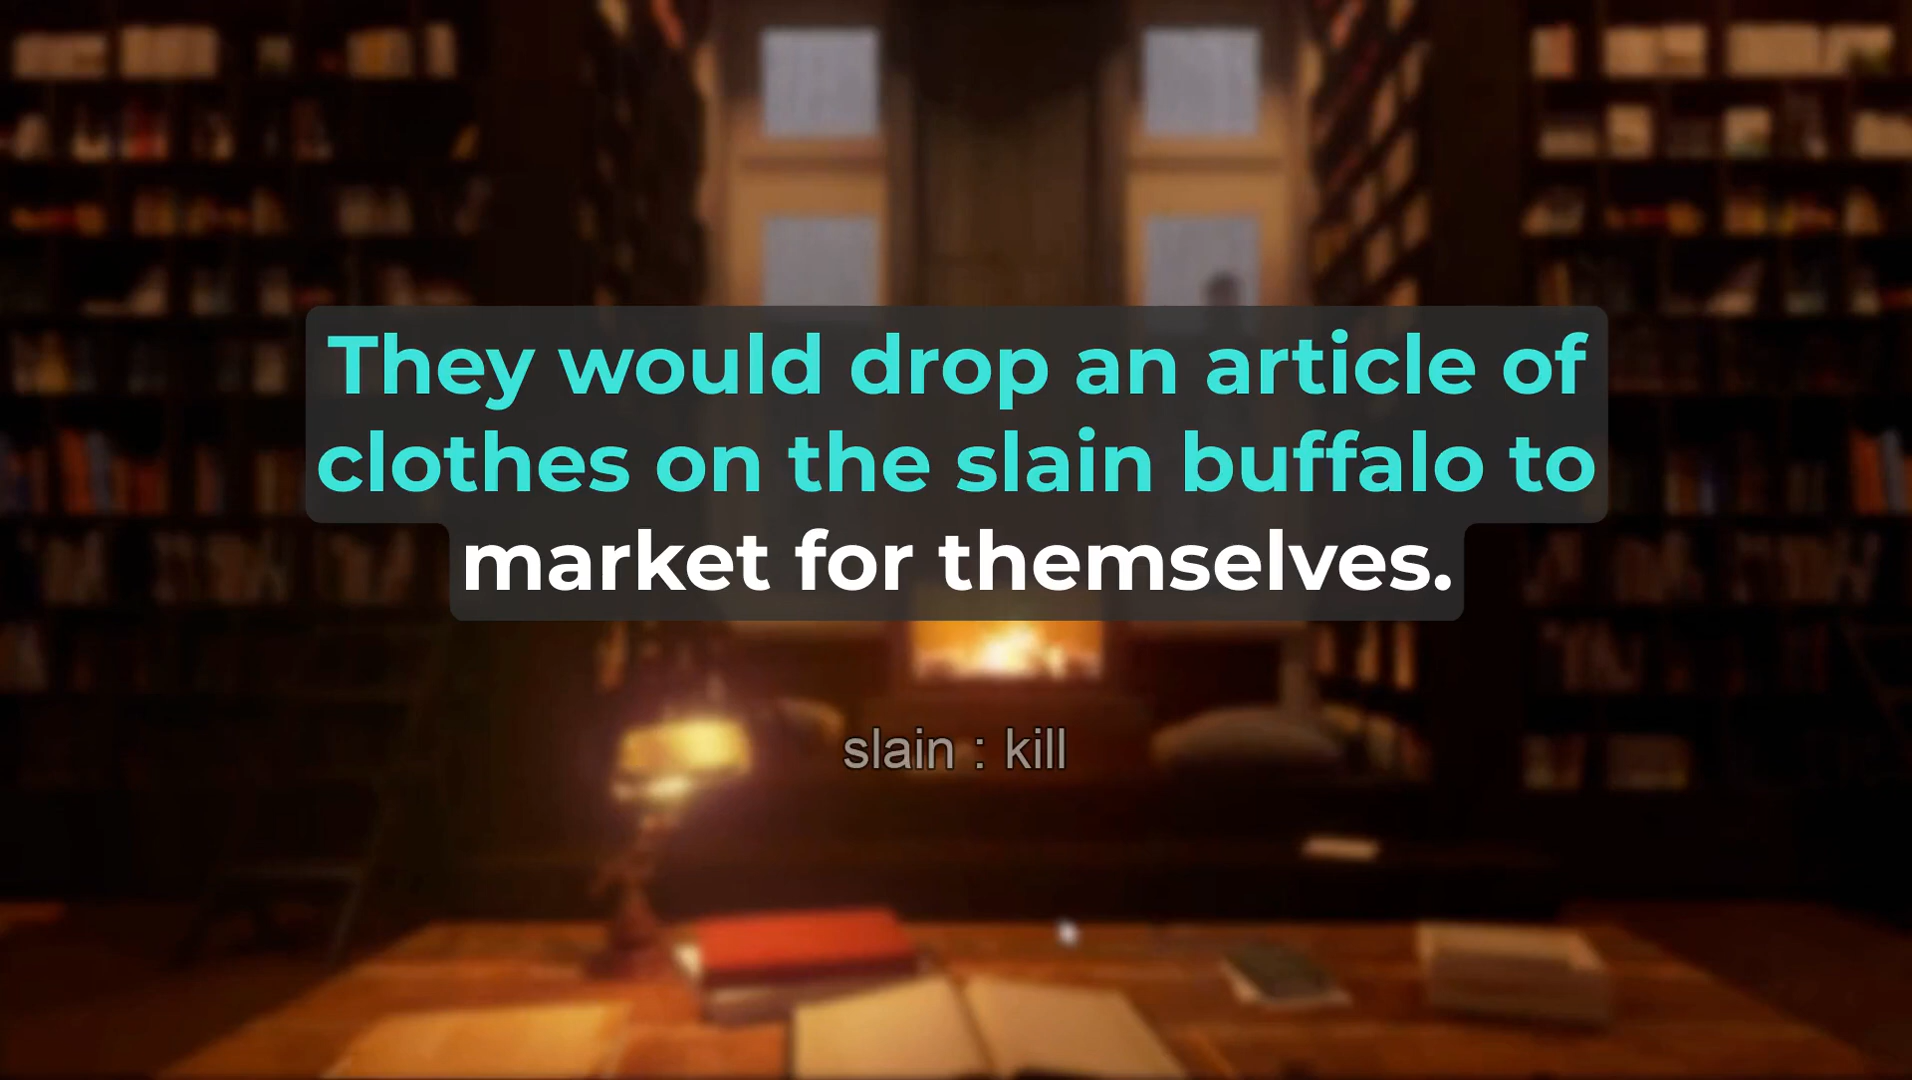 They would drop an article of
clothes on the slain buffalo to
market for themselves.
slain : kill